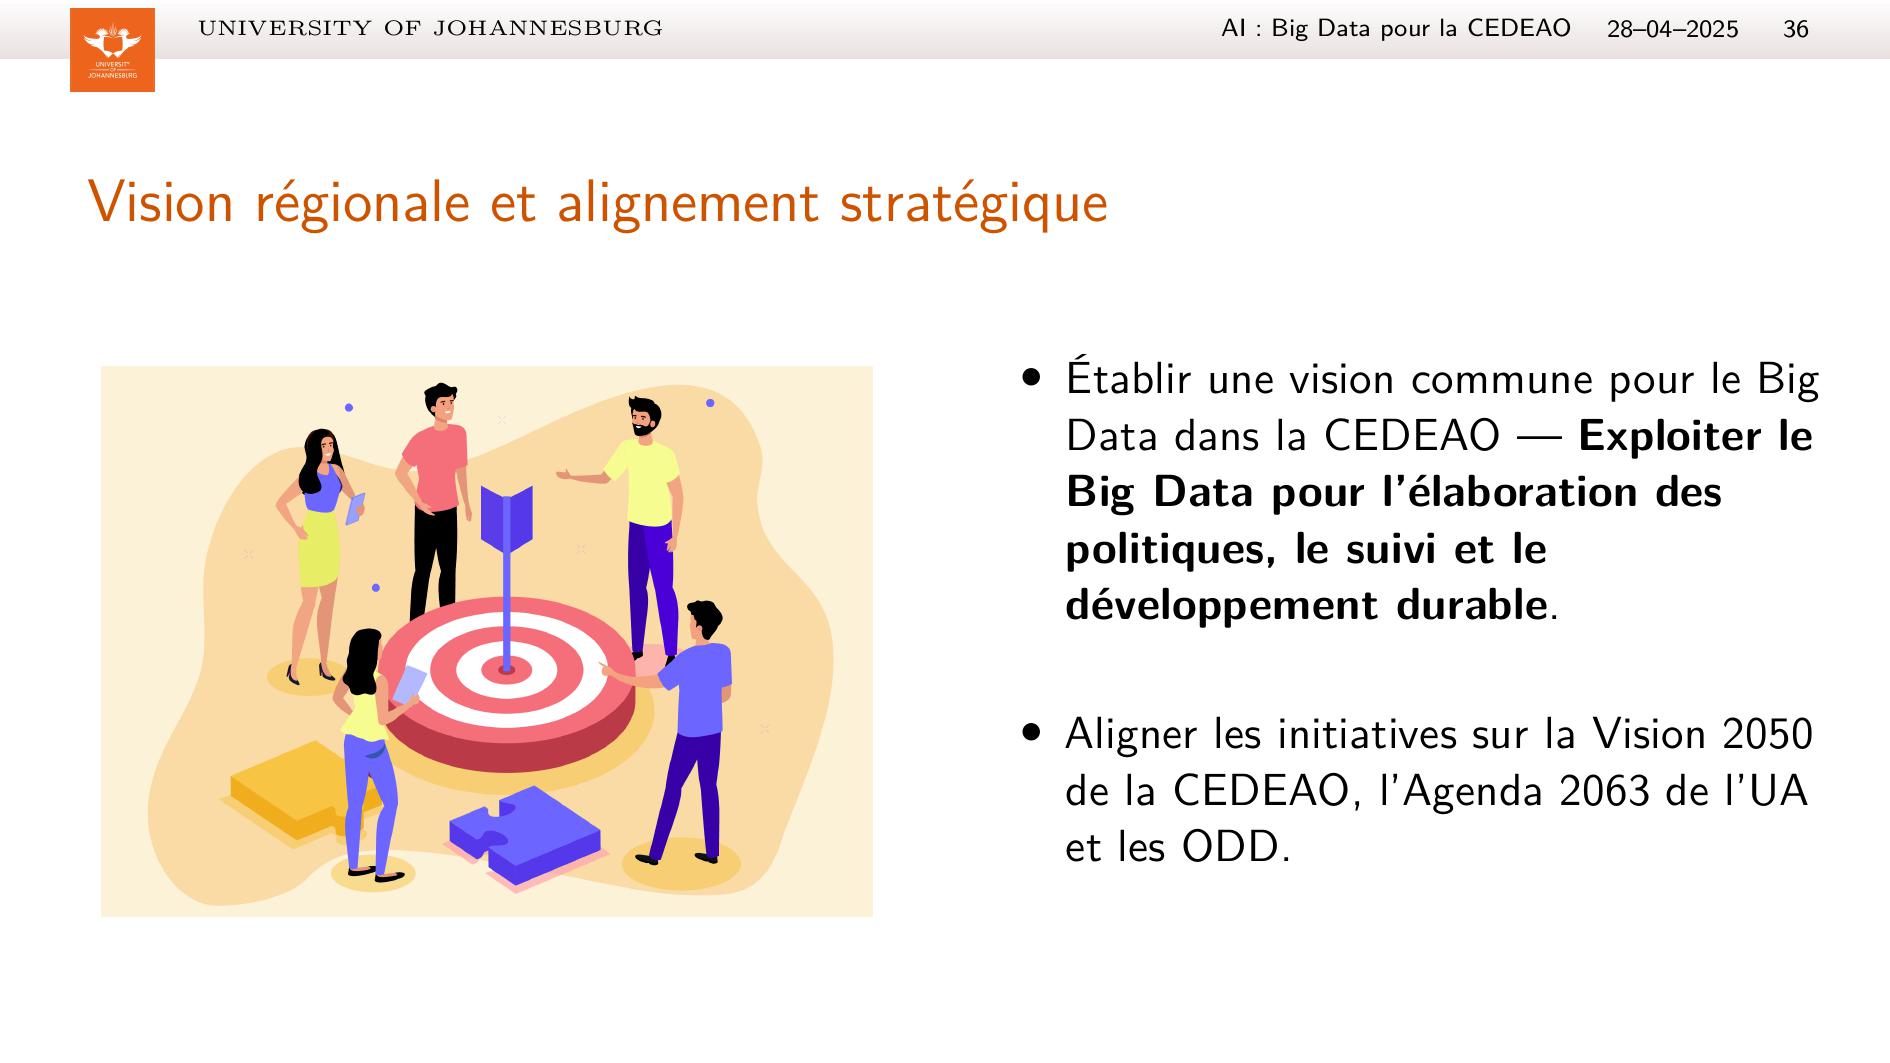 UNIVERSITY
OF
JOHANNESBURG
UNIVERSITY OF JOHANNESBURG
AI : Big Data pour la CEDEAO 28–04–2025 36
Vision régionale et alignement stratégique
• Établir une vision commune pour le Big
Data dans la CEDEAO — Exploiter le
Big Data pour l'élaboration des
politiques, le suivi et le
développement durable.
• Aligner les initiatives sur la Vision 2050
de la CEDEAO, l'Agenda 2063 de l'UA
et les ODD.